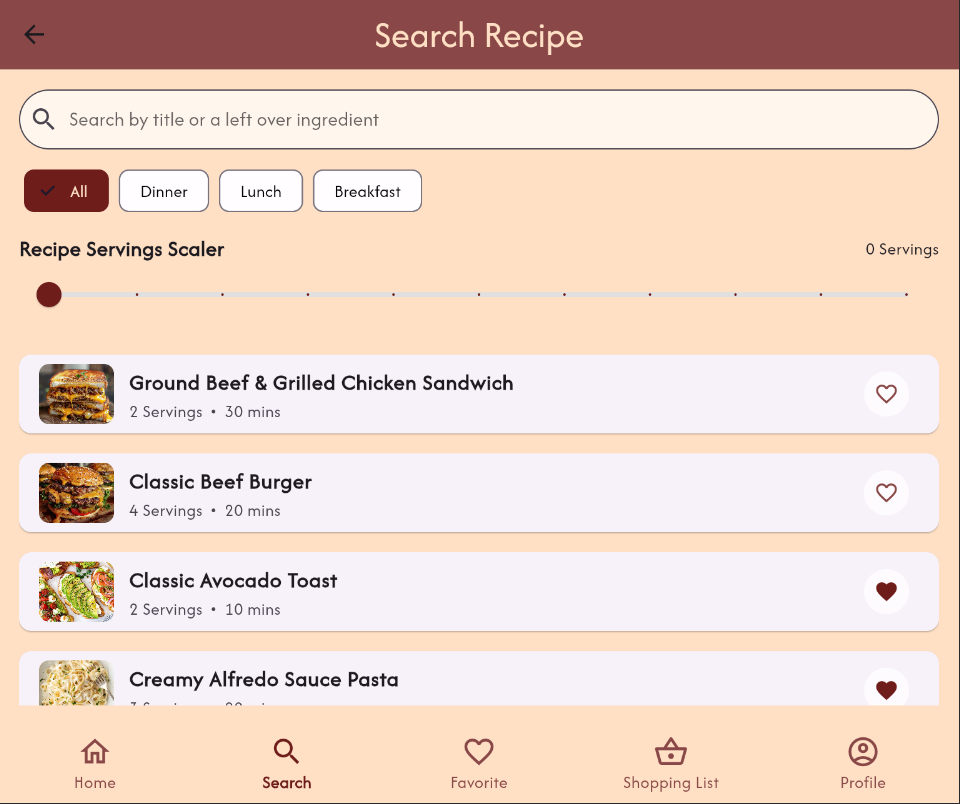 Search Recipe
Search by title or a left over ingredient
All
Dinner
Lunch
Breakfast
Recipe Servings Scaler
0 Servings
Ground Beef & Grilled Chicken Sandwich
2 Servings • 30 mins
Classic Beef Burger
4 Servings • 20 mins
Classic Avocado Toast
2 Servings • 10 mins
Creamy Alfredo Sauce Pasta
Home
Search
Favorite
Shopping List
Profile